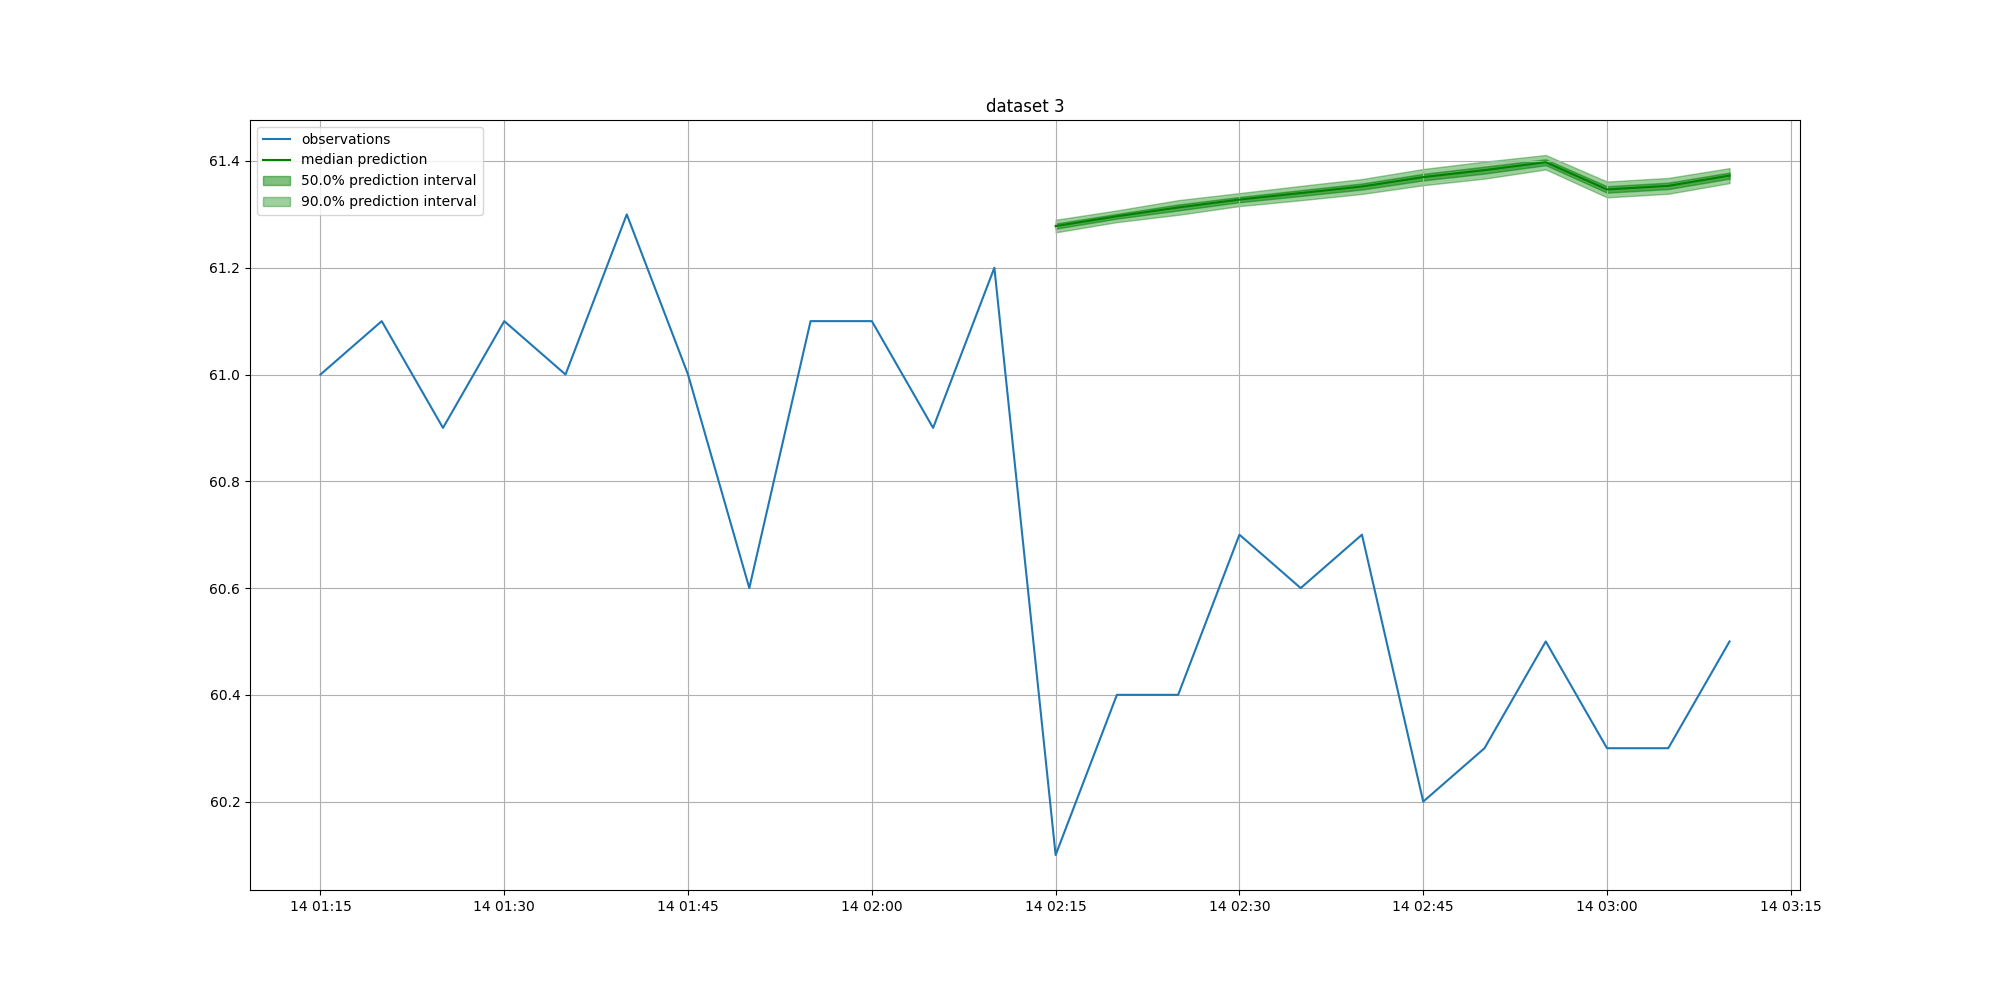 dataset 3
observations
median prediction
50.0% prediction interval
90.0% prediction interval
61.4
61.2
61.0
60.8
60.6
60.4
60.2
14 01:15 14 01:30 14 01:45 14 02:00 14 02:15 14 02:30 14 02:45 14 03:00 14 03:15